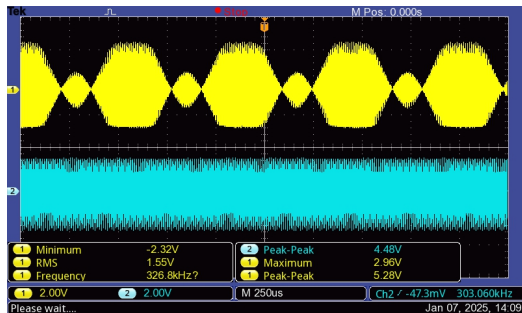 Tek Stop M Pos: 0.000s
T
1
2
1 Minimum -2.32V 2 Peak-Peak 4.48V
1 RMS 1.55V 1 Maximum 2.96V
1 Frequency 326.8kHz? 1 Peak-Peak 5.28V
1 2.00V 2 2.00V M 250us Ch2 -47.3mV 303.060kHz
Please wait.... Jan 07, 2025, 14:09